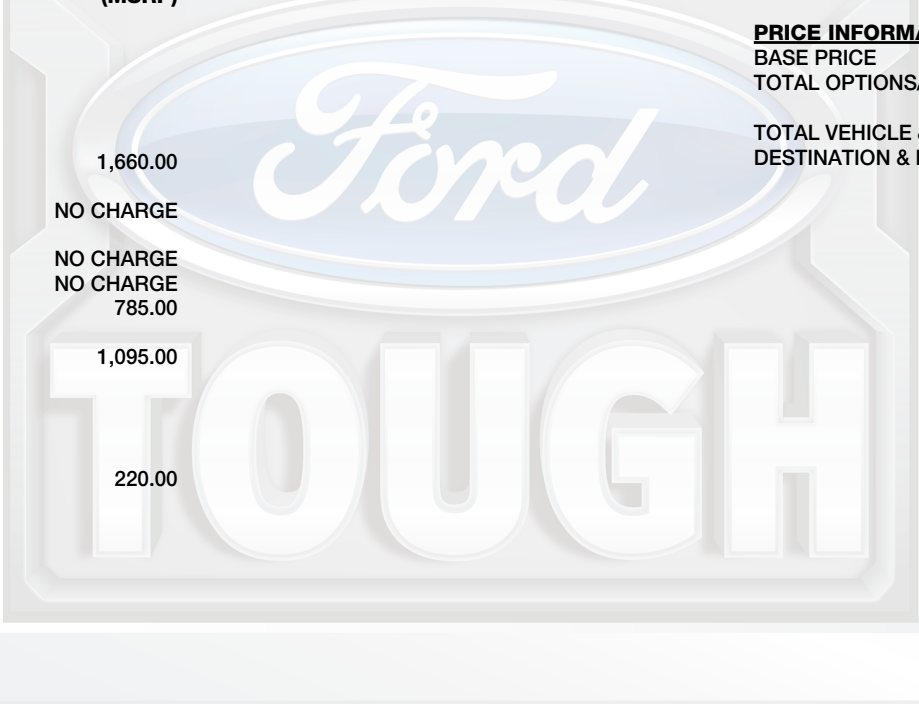 (MSRP)
1,660.00
NO CHARGE
NO CHARGE
NO CHARGE
785.00
1,095.00
220.00
PRICE INFORMA
BASE PRICE
TOTAL OPTIONS
TOTAL VEHICLE &
DESTINATION &
Ford
TOUGH